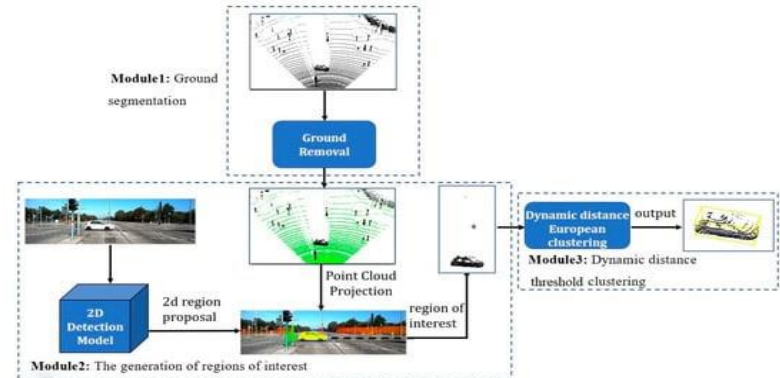 Module1: Ground
segmentation
Ground
Removal
Dynamic distance
European
clustering
output
Module3: Dynamic distance
threshold clustering
Point Cloud
Projection
2D
Detection
Model
2d region
proposal
region of
interest
Module2: The generation of regions of interest